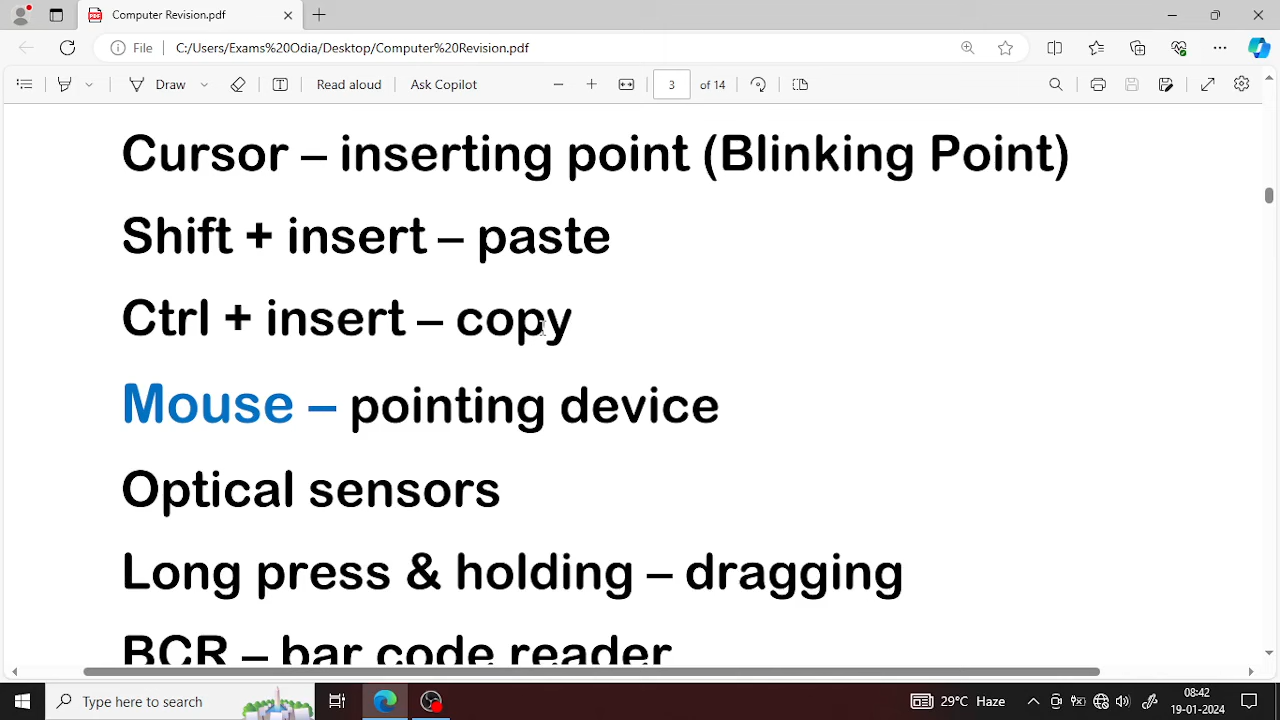 Computer Revision.pdf
File
C:/Users/Exams%20Odia/Desktop/Computer%20Revision.pdf
Draw
Read aloud
Ask Copilot
3 of 14
Cursor – inserting point (Blinking Point)
Shift + insert – paste
Ctrl + insert – copy
Mouse – pointing device
Optical sensors
Long press & holding – dragging
BCR – bar code reader
Type here to search
29°C Haze
08:42
19-01-2024